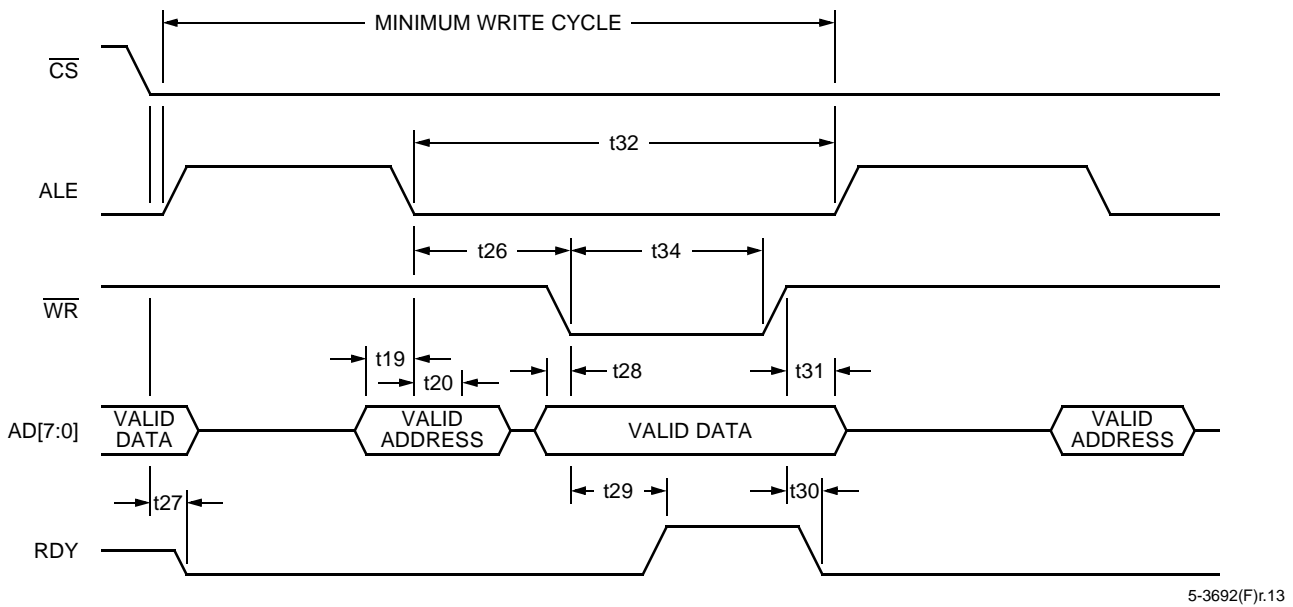 MINIMUM WRITE CYCLE
CS
t32
ALE
t26
t34
WR
t19
t20
t28
t31
AD[7:0]
VALID
DATA
VALID
ADDRESS
VALID DATA
VALID
ADDRESS
t27
t29
t30
RDY
5-3692(F)r.13